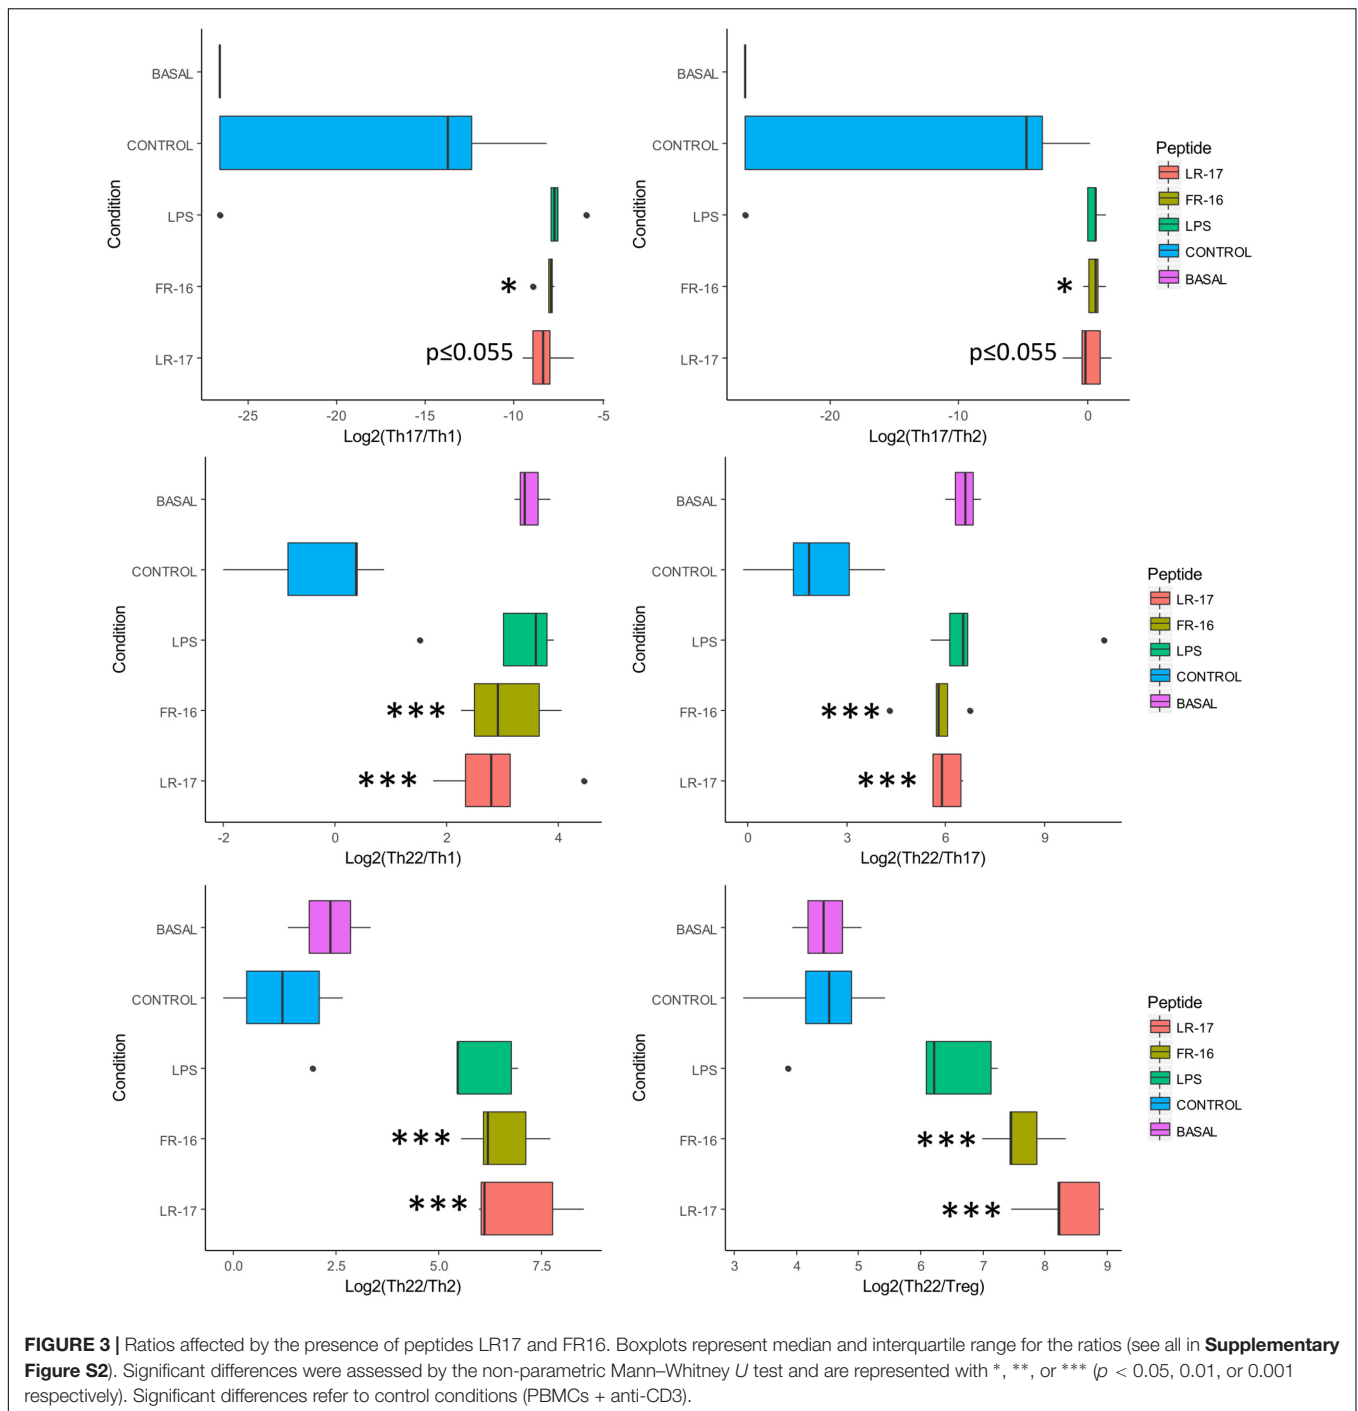 BASAL
CONTROL
LPS
FR-16
LR-17
Condition
*
p≤0.055
-25 -20 -15 -10 -5
Log2(Th17/Th1)
BASAL
CONTROL
LPS
FR-16
LR-17
Condition
*
p≤0.055
-20 -10 0
Log2(Th17/Th2)
Peptide
LR-17
FR-16
LPS
CONTROL
BASAL
BASAL
CONTROL
LPS
FR-16
LR-17
Condition
***
***
-2 0 2 4
Log2(Th22/Th1)
BASAL
CONTROL
LPS
FR-16
LR-17
Condition
***
***
0 3 6 9
Log2(Th22/Th17)
Peptide
LR-17
FR-16
LPS
CONTROL
BASAL
BASAL
CONTROL
LPS
FR-16
LR-17
Condition
***
***
0.0 2.5 5.0 7.5
Log2(Th22/Th2)
BASAL
CONTROL
LPS
FR-16
LR-17
Condition
***
***
3 4 5 6 7 8 9
Log2(Th22/Treg)
Peptide
LR-17
FR-16
LPS
CONTROL
BASAL
FIGURE 3 | Ratios affected by the presence of peptides LR17 and FR16. Boxplots represent median and interquartile range for the ratios (see all in Supplementary
Figure S2). Significant differences were assessed by the non-parametric Mann–Whitney U test and are represented with *, **, or *** (p < 0.05, 0.01, or 0.001
respectively). Significant differences refer to control conditions (PBMCs + anti-CD3).